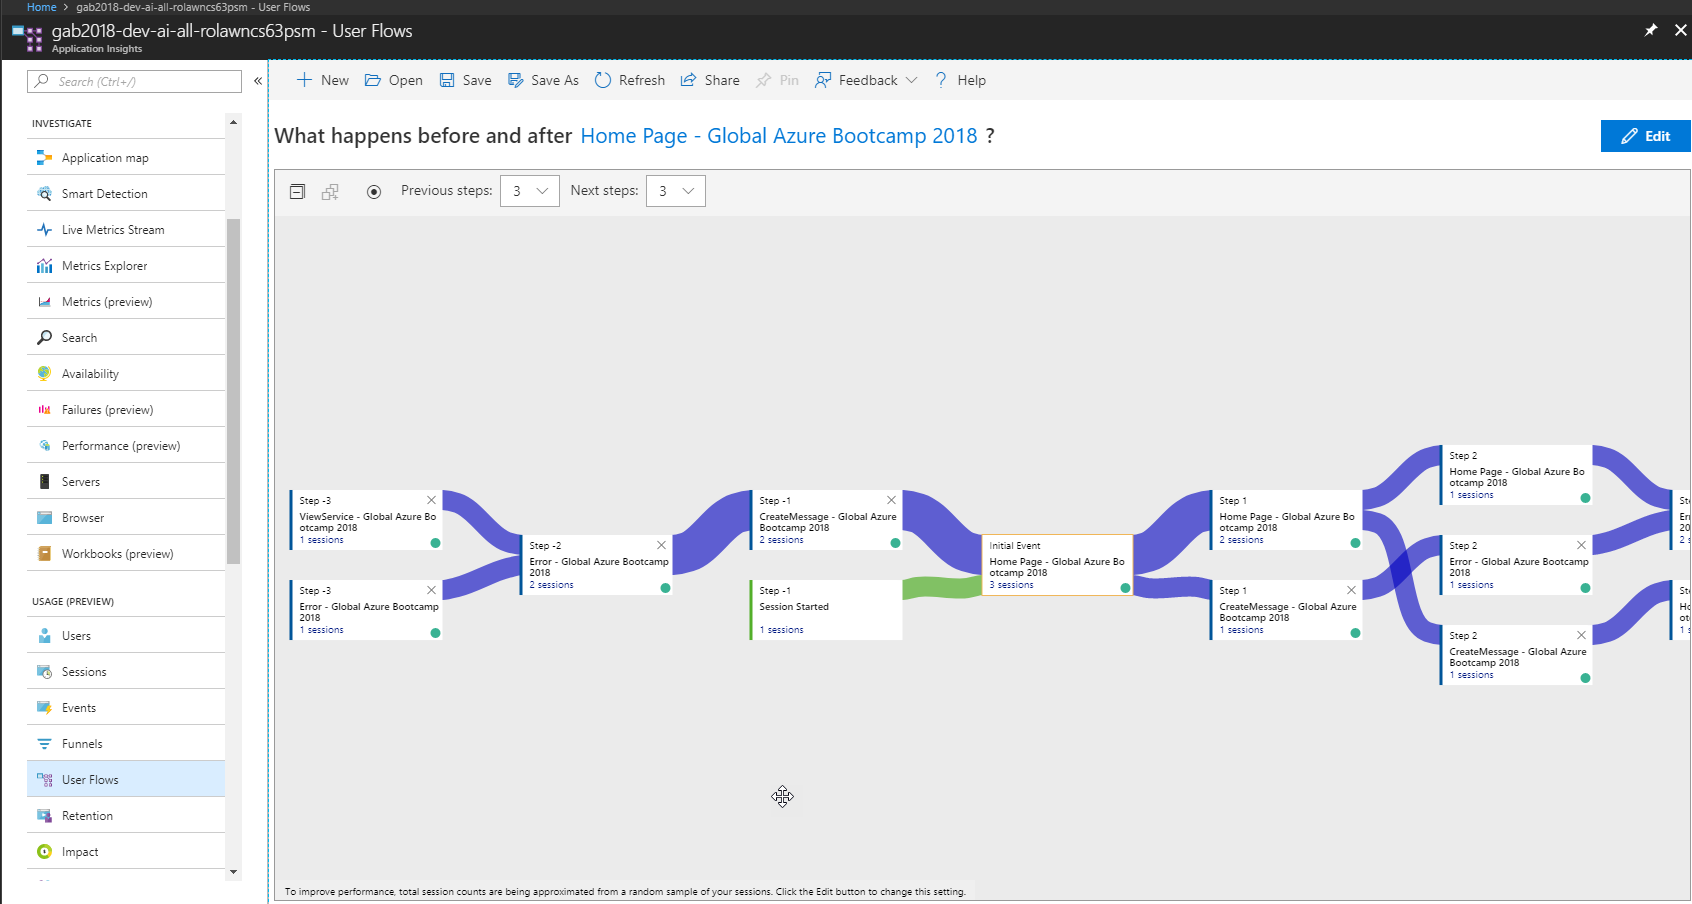 Home > gab2018-dev-ai-all-rolawncs63psm - User Flows
gab2018-dev-ai-all-rolawncs63psm - User Flows
Application Insights
Search (Ctrl+/)
«
New
Open
Save
Save As
Refresh
Share
Pin
Feedback
? Help
INVESTIGATE
Application map
Smart Detection
Live Metrics Stream
Metrics Explorer
Metrics (preview)
Search
Availability
Failures (preview)
Performance (preview)
Servers
Browser
Workbooks (preview)
USAGE (PREVIEW)
Users
Sessions
Events
Funnels
User Flows
Retention
Impact
What happens before and after Home Page - Global Azure Bootcamp 2018 ?
Edit
Previous steps: 3
Next steps: 3
Step -3
ViewService - Global Azure Bo
otcamp 2018
1 sessions
Step -3
Error - Global Azure Bootcamp
2018
1 sessions
Step -2
Error - Global Azure Bootcamp
2018
2 sessions
Step -1
CreateMessage - Global Azure
Bootcamp 2018
2 sessions
Step -1
Session Started
1 sessions
Initial Event
Home Page - Global Azure Bo
otcamp 2018
3 sessions
Step 1
Home Page - Global Azure Bo
otcamp 2018
2 sessions
Step 1
CreateMessage - Global Azure
Bootcamp 2018
1 sessions
Step 2
Home Page - Global Azure Bo
otcamp 2018
1 sessions
Step 2
Error - Global Azure Bootcamp
2018
1 sessions
Step 2
CreateMessage - Global Azure
Bootcamp 2018
1 sessions
To improve performance, total session counts are being approximated from a random sample of your sessions. Click the Edit button to change this setting.